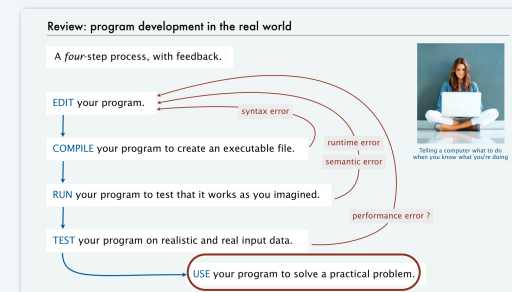 Review: program development in the real world
A four-step process, with feedback.
EDIT your program.
syntax error
COMPILE your program to create an executable file.
runtime error
semantic error
Telling a computer what to do
when you know what you're doing
RUN your program to test that it works as you imagined.
performance error ?
TEST your program on realistic and real input data.
USE your program to solve a practical problem.